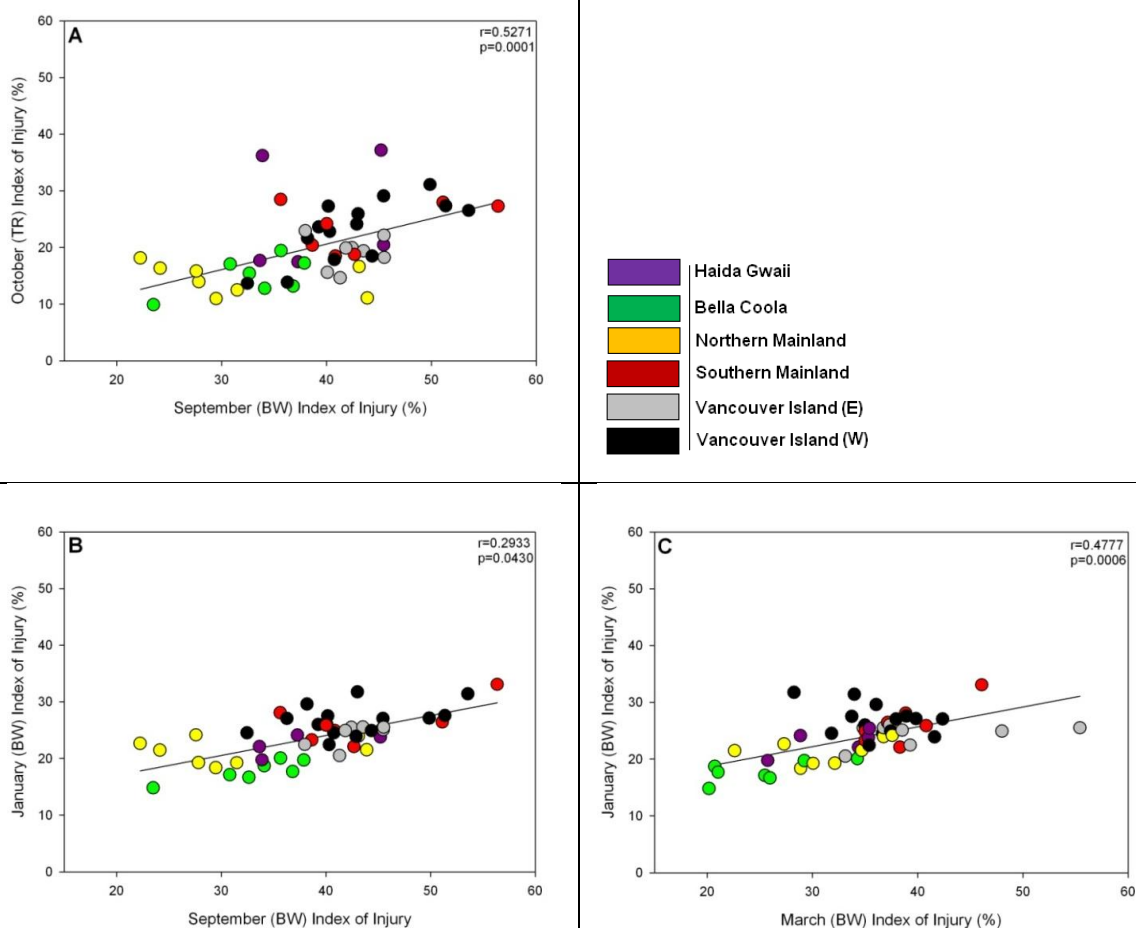 A
r=0.5271
p=0.0001
60
50
40
30
20
10
0
October (TR) Index of Injury (%)
20 30 40 50 60
September (BW) Index of Injury (%)
Haida Gwaii
Bella Coola
Northern Mainland
Southern Mainland
Vancouver Island (E)
Vancouver Island (W)
B
r=0.2933
p=0.0430
60
50
40
30
20
10
0
January (BW) Index of Injury (%)
20 30 40 50 60
September (BW) Index of Injury
C
r=0.4777
p=0.0006
60
50
40
30
20
10
0
January (BW) Index of Injury (%)
20 30 40 50 60
March (BW) Index of Injury (%)